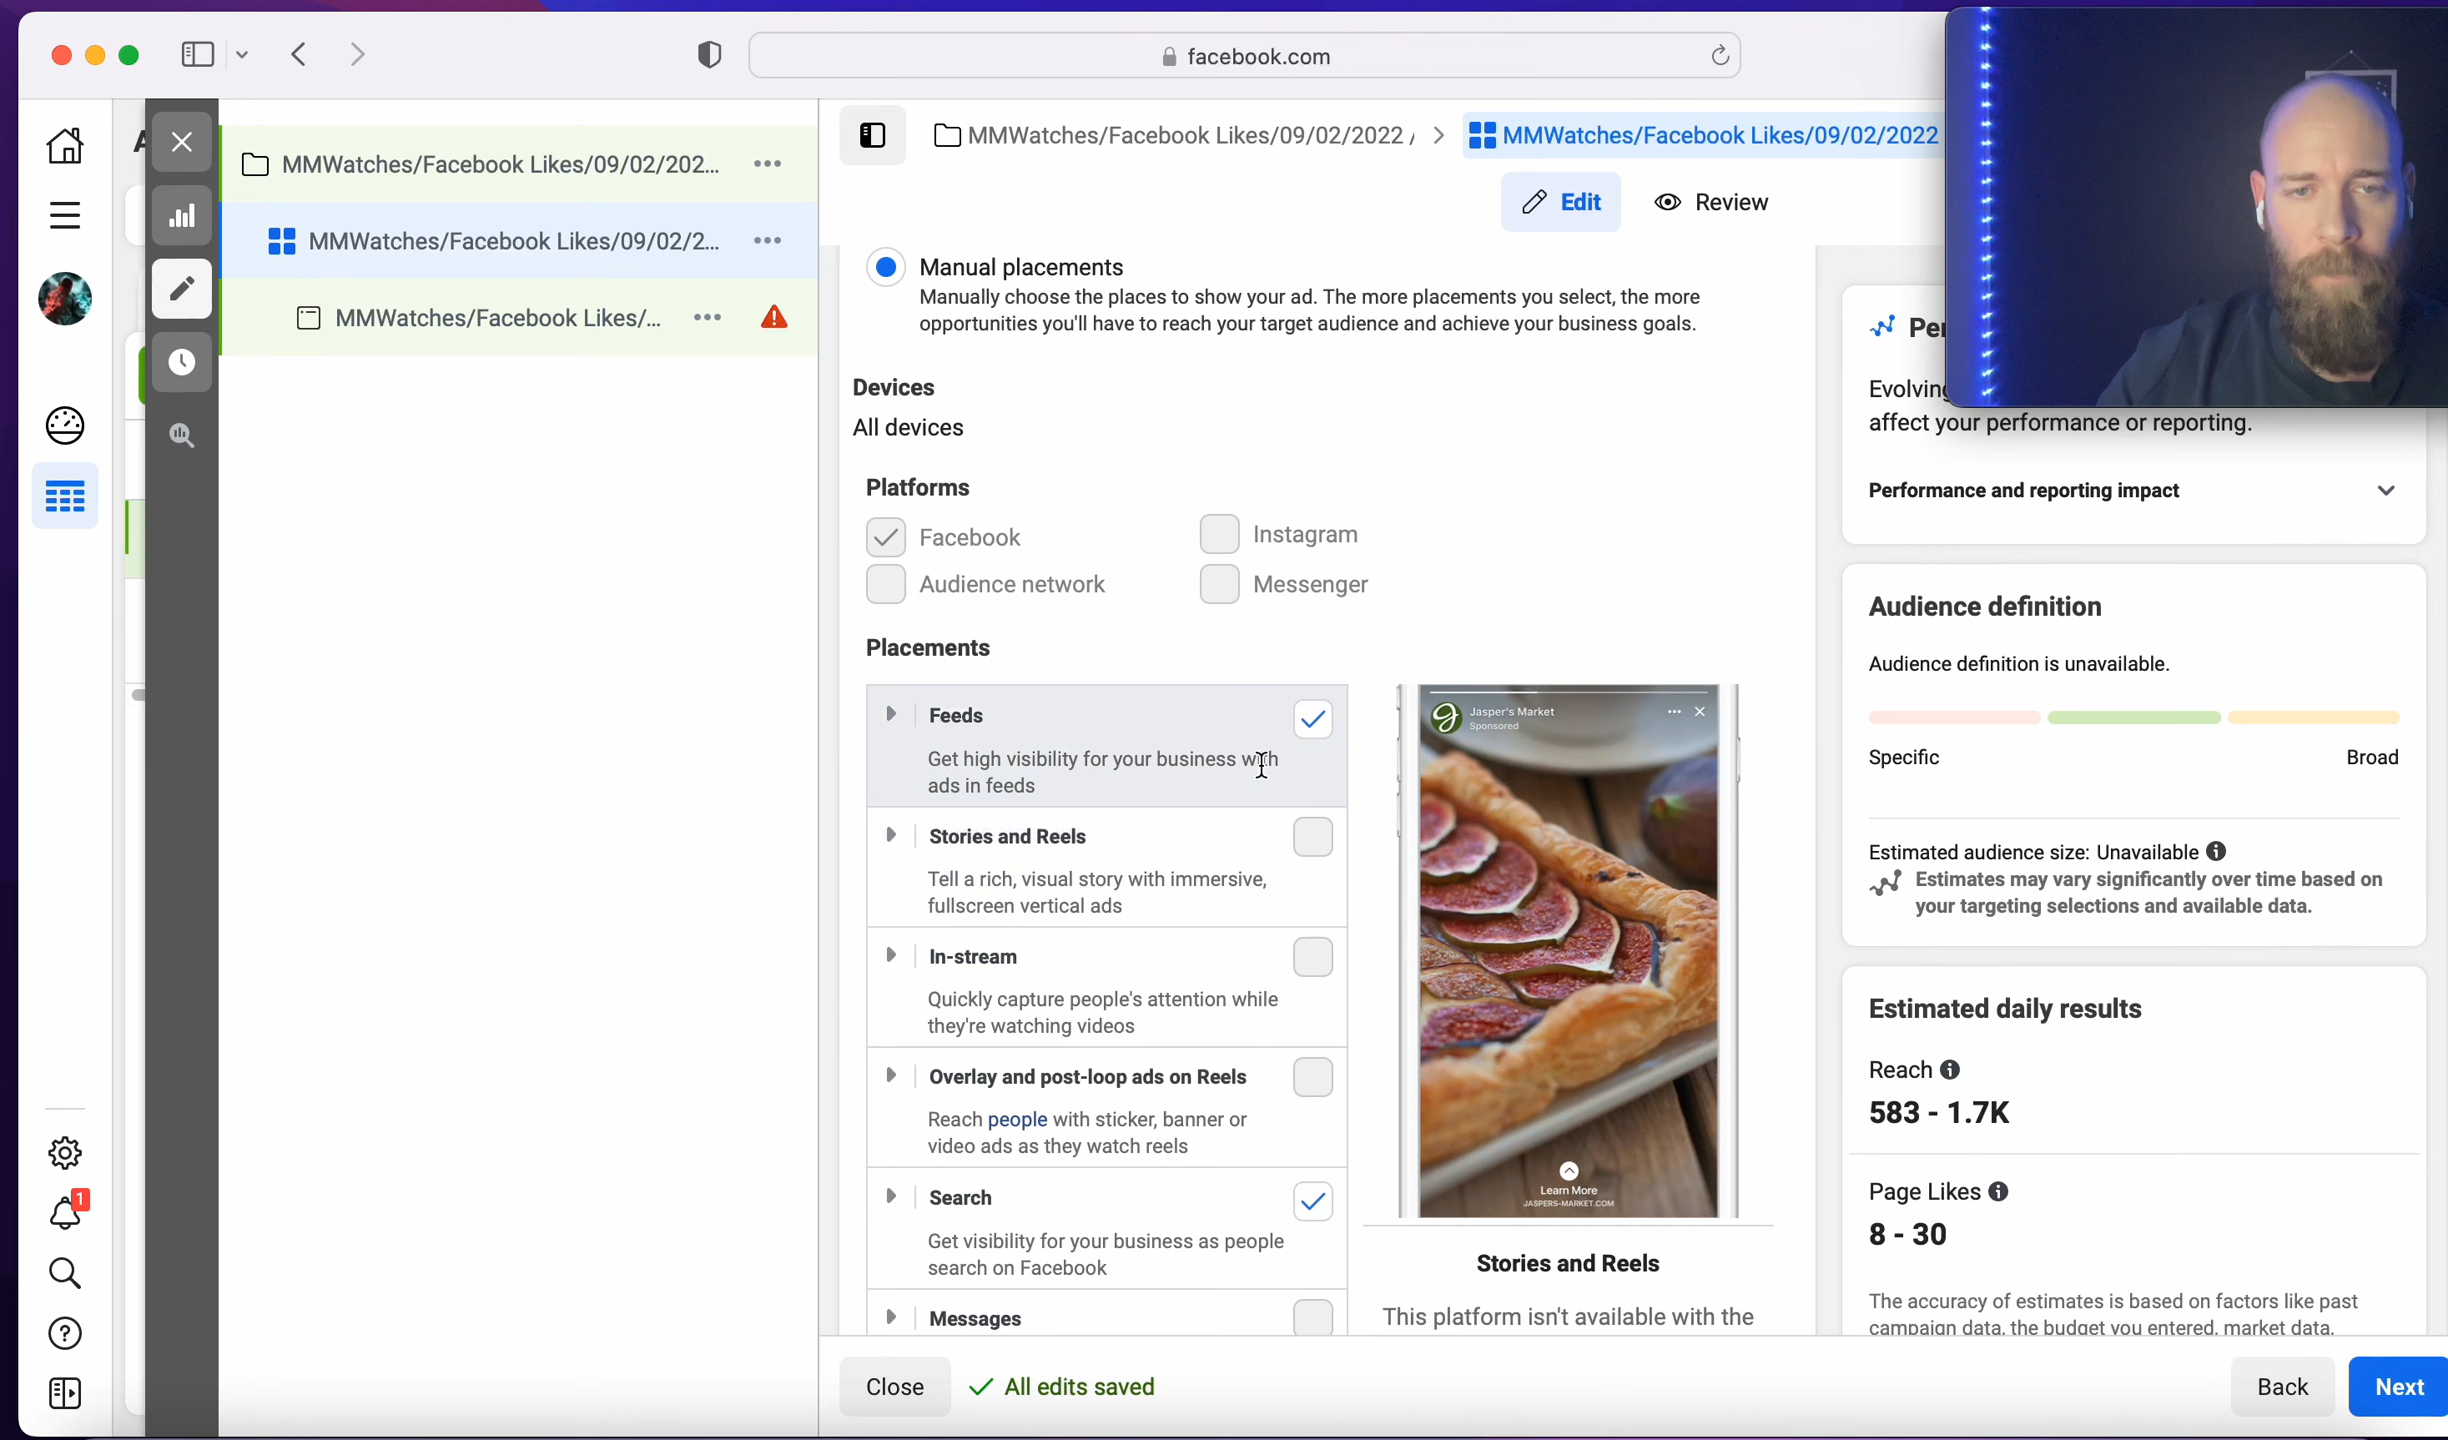 facebook.com
A
MMWatches/Facebook Likes/09/02/202...
MMWatches/Facebook Likes/09/02/2...
MMWatches/Facebook Likes/...
MMWatches/Facebook Likes/09/02/2022 /
MMWatches/Facebook Likes/09/02/2022
Edit
Review
Manual placements
Manually choose the places to show your ad. The more placements you select, the more
opportunities you'll have to reach your target audience and achieve your business goals.
Devices
All devices
Platforms
Facebook
Instagram
Audience network
Messenger
Placements
Feeds
Get high visibility for your business with
ads in feeds
Stories and Reels
Tell a rich, visual story with immersive,
fullscreen vertical ads
In-stream
Quickly capture people's attention while
they're watching videos
Overlay and post-loop ads on Reels
Reach people with sticker, banner or
video ads as they watch reels
Search
Get visibility for your business as people
search on Facebook
Messages
Jasper's Market
Sponsored
Learn More
JASPERS-MARKET.COM
Stories and Reels
This platform isn't available with the
Evolving
affect your performance or reporting.
Performance and reporting impact
Audience definition
Audience definition is unavailable.
Specific
Broad
Estimated audience size: Unavailable
Estimates may vary significantly over time based on
your targeting selections and available data.
Estimated daily results
Reach
583 - 1.7K
Page Likes
8 - 30
The accuracy of estimates is based on factors like past
campaign data, the budget you entered, market data,
1
Close
All edits saved
Back
Next